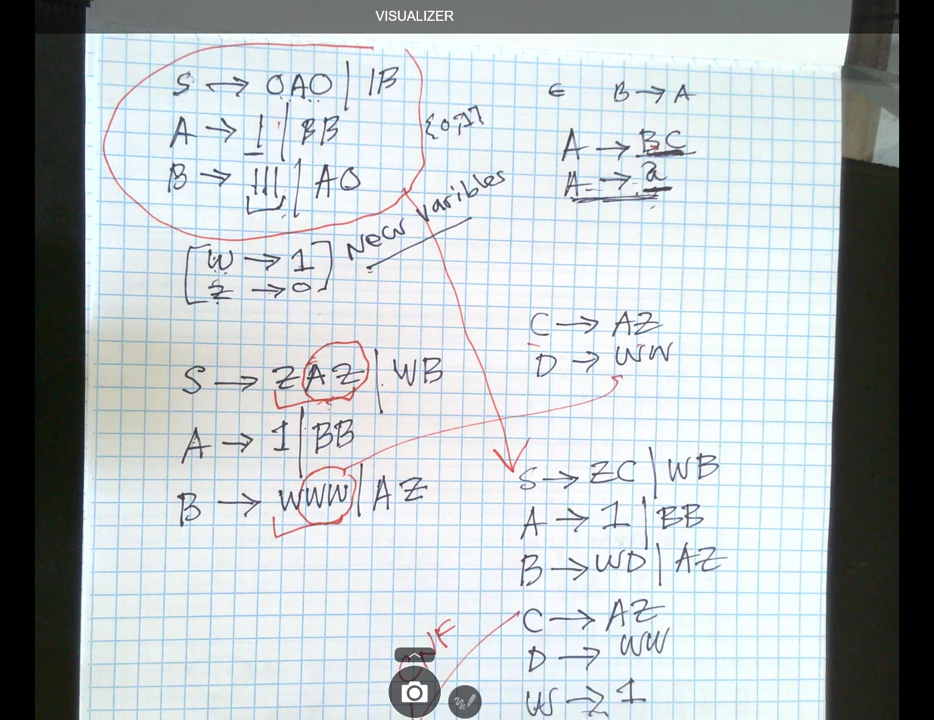 VISUALIZER
S → 0A0 | 1B
A → 1 | BB
B → 111 | A0
{0,1}
ϵ B → A
A → BC
A → a
[W → 1
Z → 0]
New Varibles
C → AZ
D → WW
S → ZAZ | WB
A → 1 | BB
B → WWW | AZ
S → ZC | WB
A → 1 | BB
B → WD | AZ
C → AZ
D → WW
W → 1